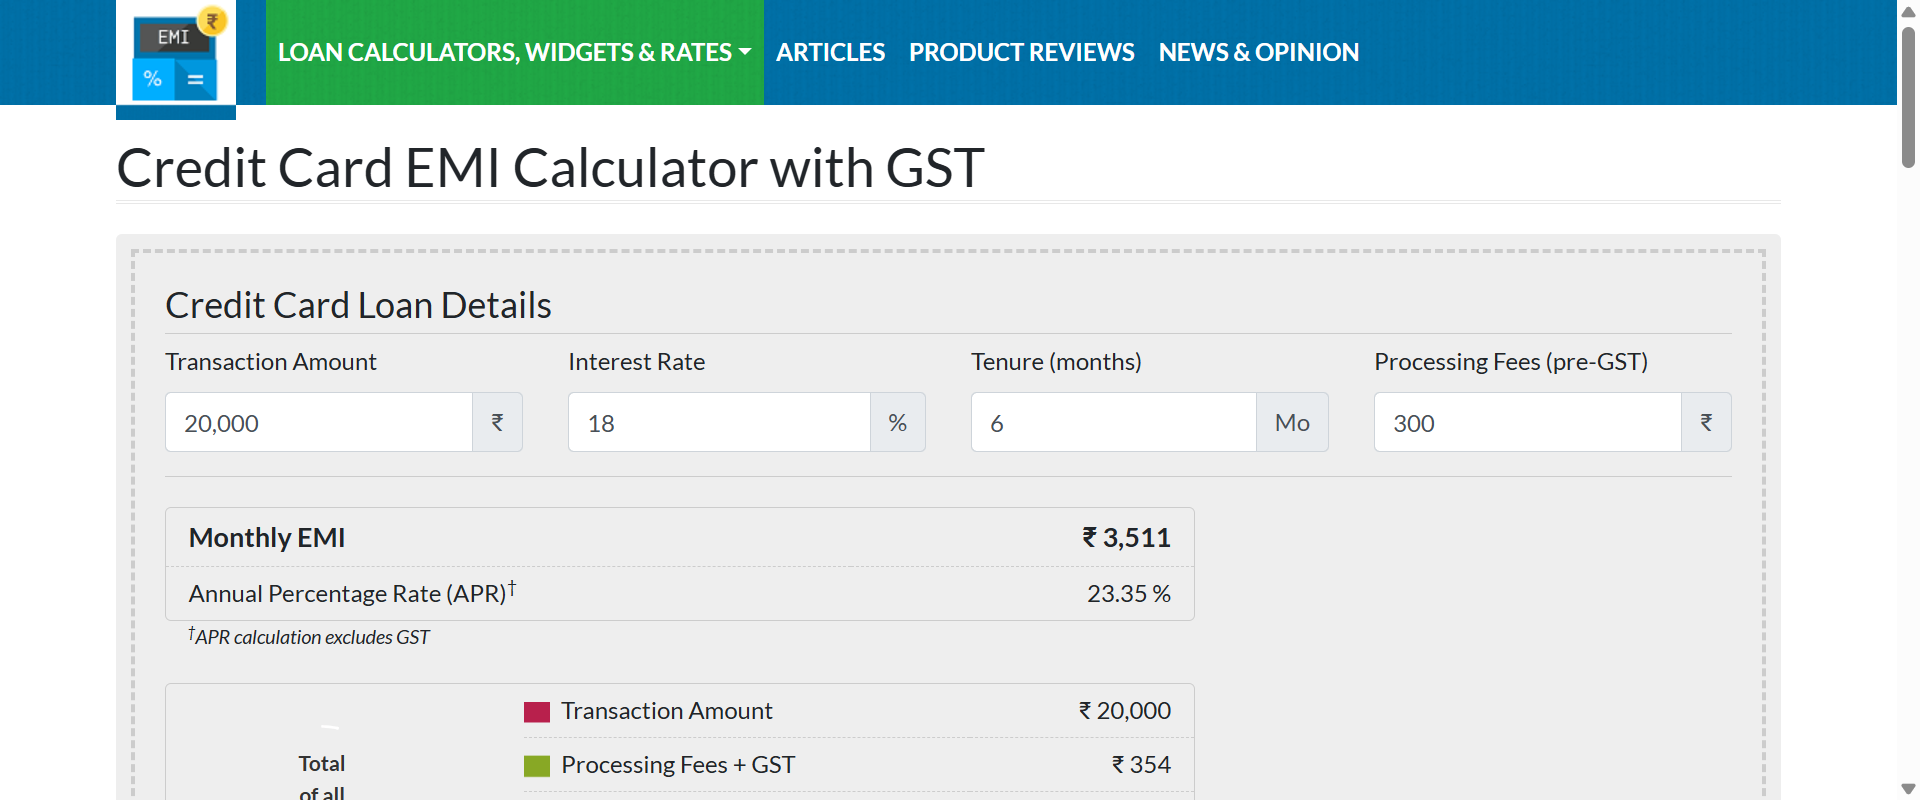 EMI
₹
%
=
LOAN CALCULATORS, WIDGETS & RATES
ARTICLES
PRODUCT REVIEWS
NEWS & OPINION
Credit Card EMI Calculator with GST
Credit Card Loan Details
Transaction Amount
Interest Rate
Tenure (months)
Processing Fees (pre-GST)
20,000 ₹
18 %
6 Mo
300 ₹
Monthly EMI ₹ 3,511
Annual Percentage Rate (APR)† 23.35 %
†APR calculation excludes GST
Transaction Amount ₹ 20,000
Processing Fees + GST ₹ 354
Total
of all